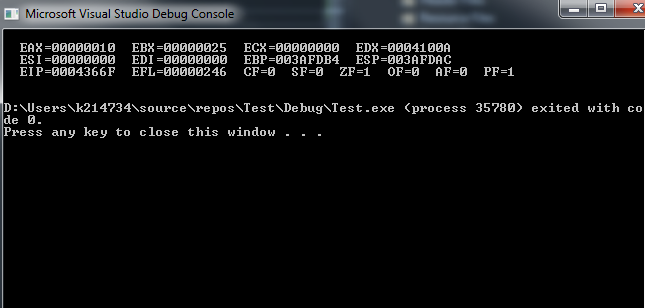 Microsoft Visual Studio Debug Console
EAX=00000010 EBX=00000025 ECX=00000000 EDX=0004100A
ESI=00000000 EDI=00000000 EBP=003AFDB4 ESP=003AFDAC
EIP=0004366F EFL=00000246 CF=0 SF=0 ZF=1 OF=0 AF=0 PF=1
D:\Users\k214734\source\repos\Test\Debug\Test.exe (process 35780) exited with co
de 0.
Press any key to close this window . . .